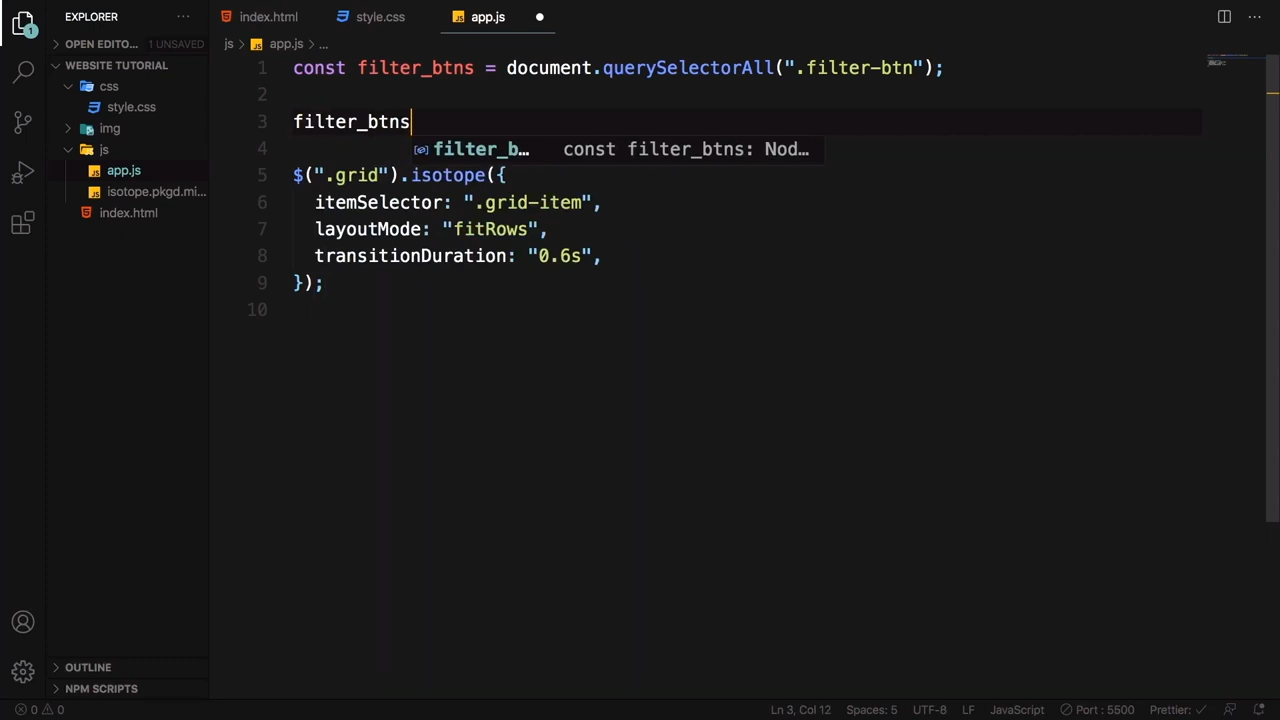 EXPLORER
index.html
style.css
app.js
1
OPEN EDITO... 1 UNSAVED
js > app.js > ...
WEBSITE TUTORIAL
css
style.css
img
js
app.js
isotope.pkgd.mi...
index.html
1 const filter_btns = document.querySelectorAll(".filter-btn");
2
3 filter_btns
4 filter_b... const filter_btns: Nod...
5 $(".grid").isotope({
6 itemSelector: ".grid-item",
7 layoutMode: "fitRows",
8 transitionDuration: "0.6s",
9 });
10
OUTLINE
NPM SCRIPTS
0 0 Ln 3, Col 12 Spaces: 5 UTF-8 LF JavaScript Port : 5500 Prettier: ✓